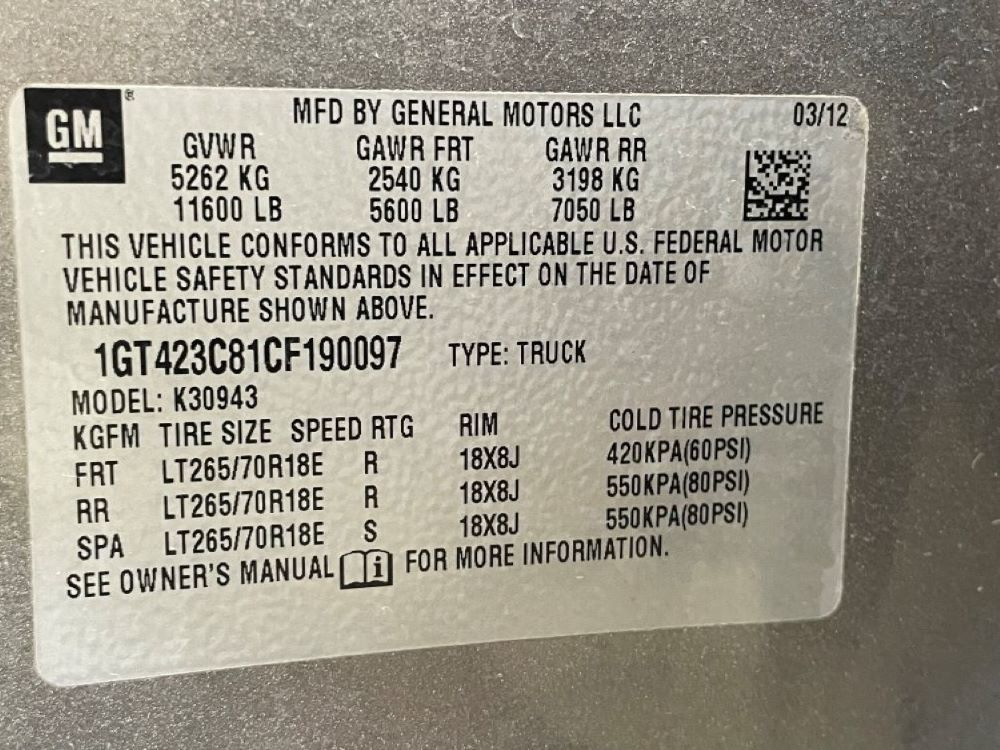 GM ®
MFD BY GENERAL MOTORS LLC 03/12
GVWR GAWR FRT GAWR RR
5262 KG 2540 KG 3198 KG
11600 LB 5600 LB 7050 LB
THIS VEHICLE CONFORMS TO ALL APPLICABLE U.S. FEDERAL MOTOR
VEHICLE SAFETY STANDARDS IN EFFECT ON THE DATE OF
MANUFACTURE SHOWN ABOVE.
1GT423C81CF190097 TYPE: TRUCK
MODEL: K30943
KGFM TIRE SIZE SPEED RTG RIM COLD TIRE PRESSURE
FRT LT265/70R18E R 18X8J 420KPA(60PSI)
RR LT265/70R18E R 18X8J 550KPA(80PSI)
SPA LT265/70R18E S 18X8J 550KPA(80PSI)
SEE OWNER'S MANUAL i FOR MORE INFORMATION.